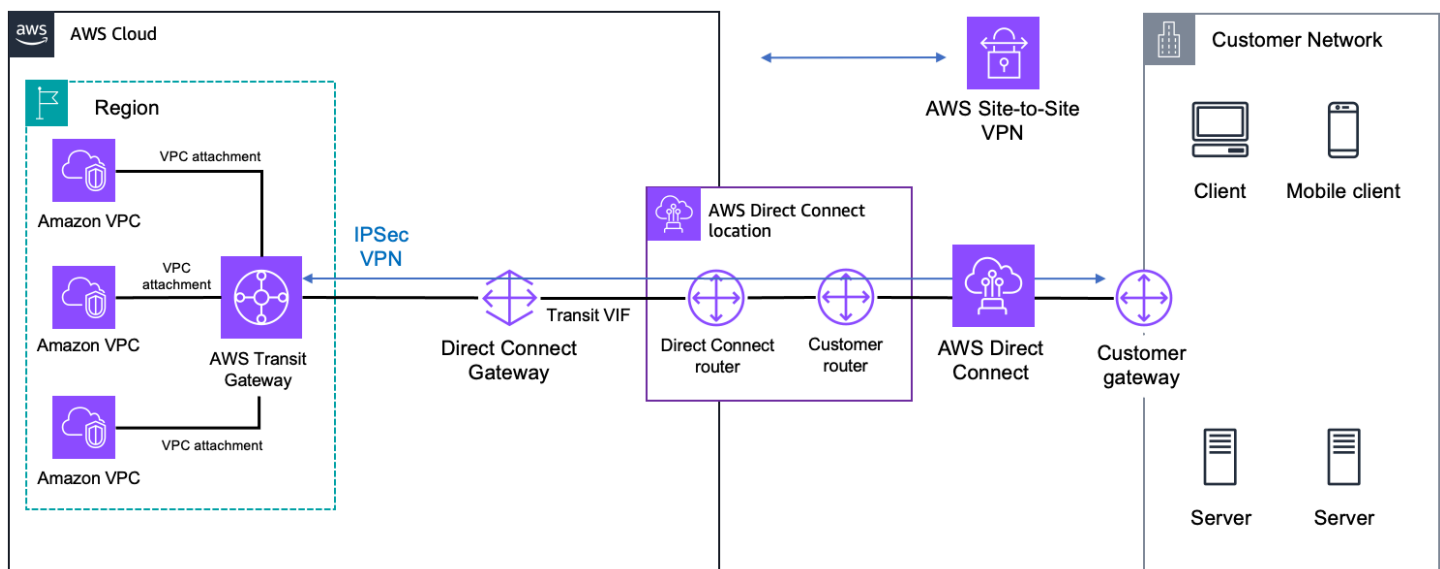 aws
AWS Cloud
Region
VPC attachment
Amazon VPC
VPC
attachment
Amazon VPC
AWS Transit
Gateway
VPC attachment
Amazon VPC
IPSec
VPN
Direct Connect
Gateway
Transit VIF
AWS Direct Connect
location
Direct Connect
router
Customer
router
AWS Site-to-Site
VPN
AWS Direct
Connect
Customer
gateway
Customer Network
Client
Mobile client
Server
Server